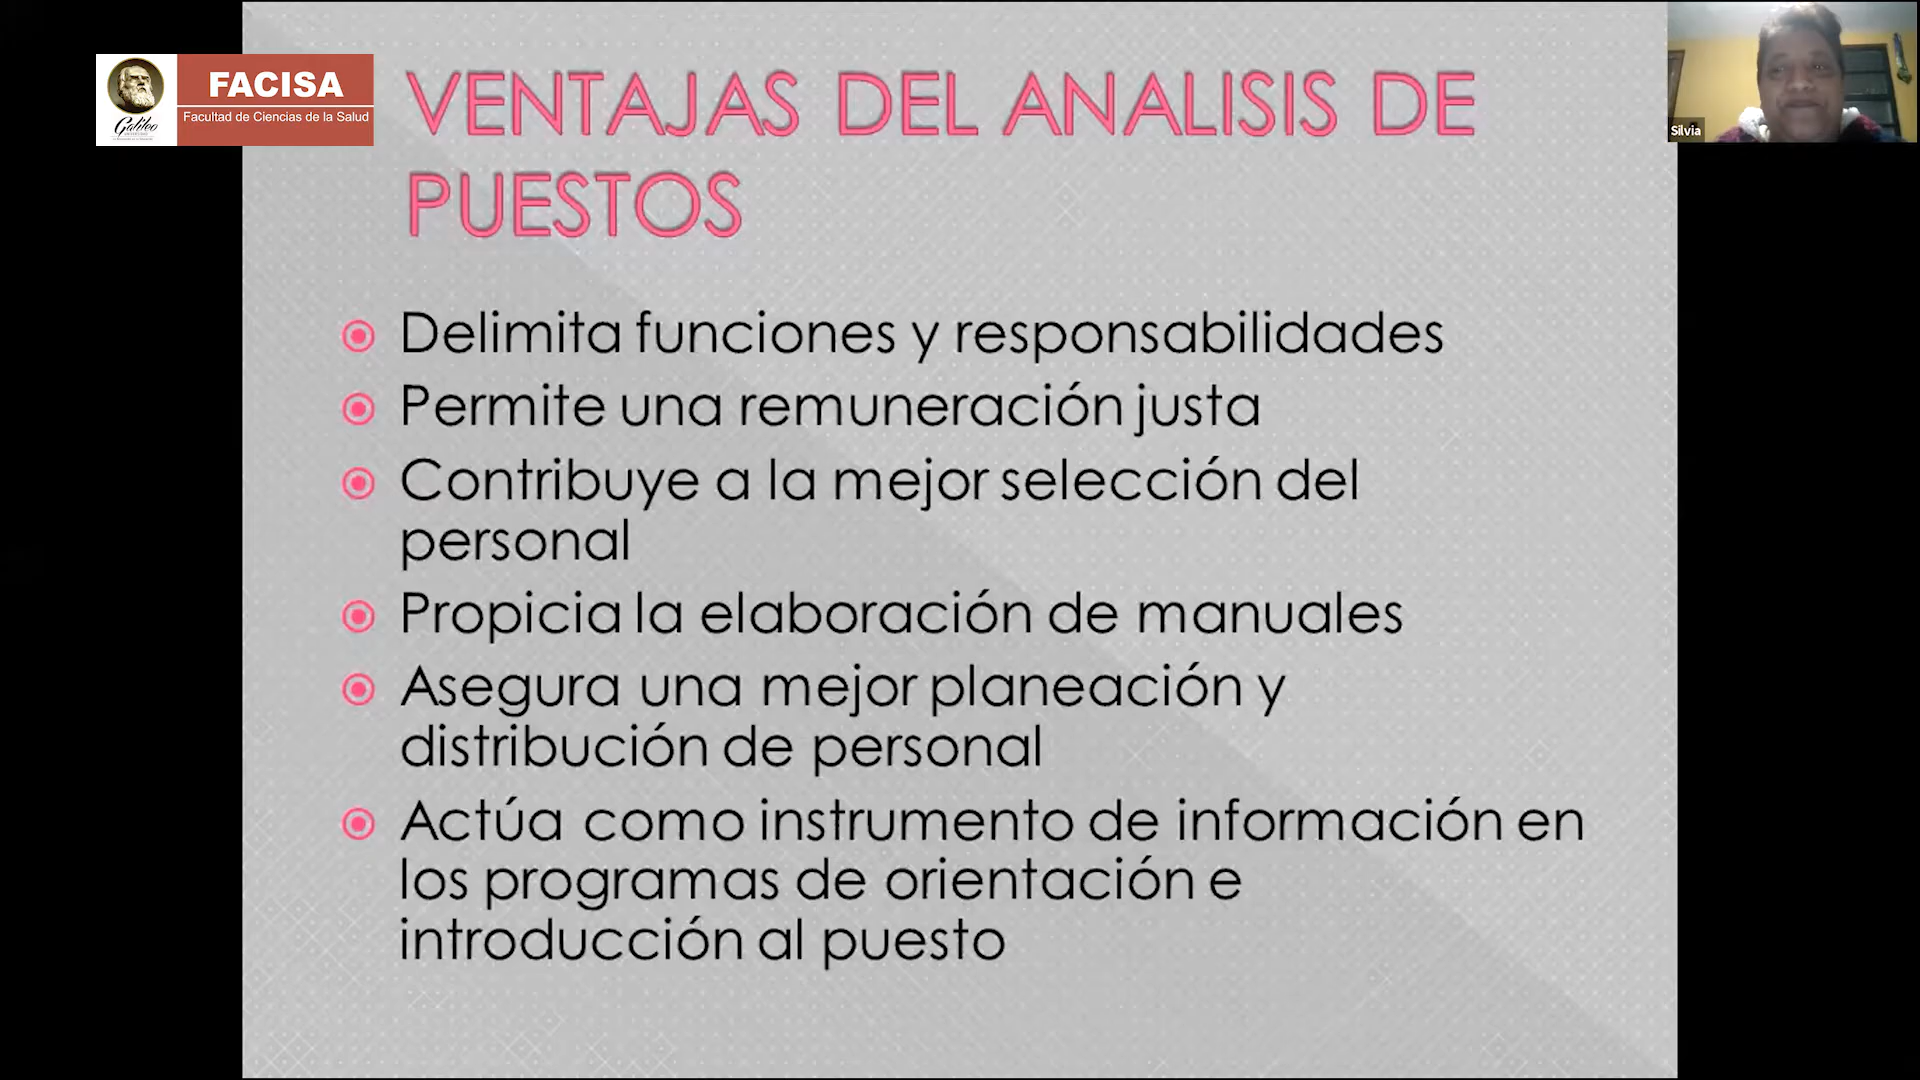 FACISA
Facultad de Ciencias de la Salud
Galileo
VENTAJAS DEL ANALISIS DE
PUESTOS
Silvia
Delimita funciones y responsabilidades
Permite una remuneración justa
Contribuye a la mejor selección del
personal
Propicia la elaboración de manuales
Asegura una mejor planeación y
distribución de personal
Actúa como instrumento de información en
los programas de orientación e
introducción al puesto